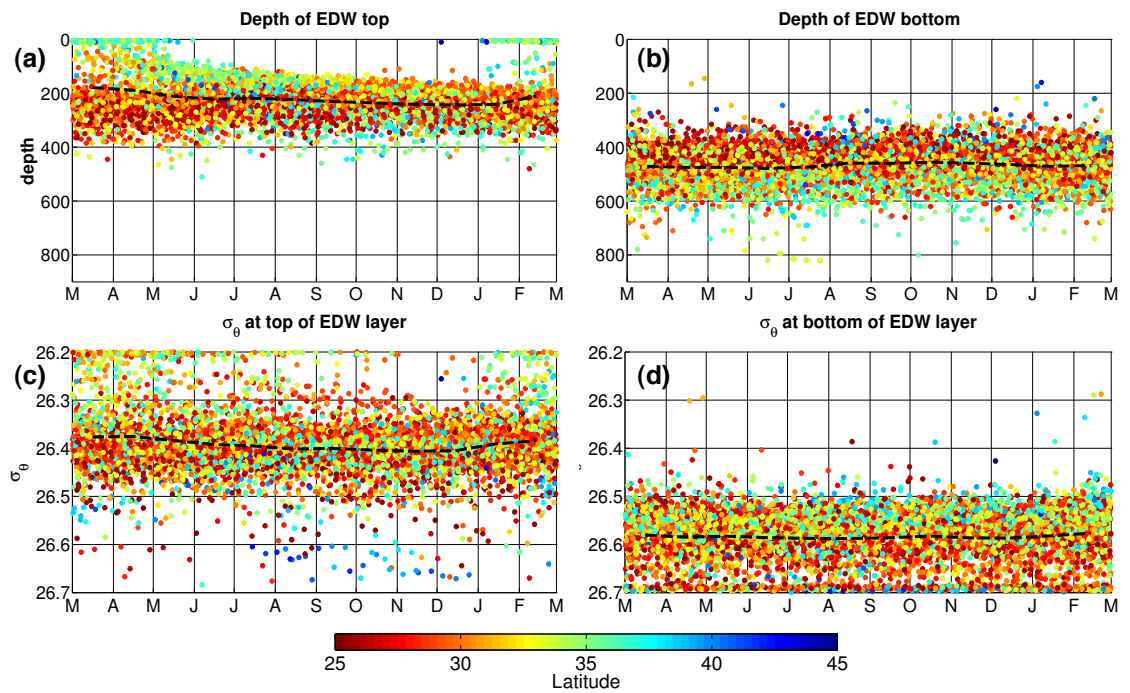 Depth of EDW top
Depth of EDW bottom
(a)
(b)
0
200
400
600
800
depth
M A M J J A S O N D J F M
0
200
400
600
800
M A M J J A S O N D J F M
σθ at top of EDW layer
σθ at bottom of EDW layer
(c)
(d)
26.2
26.3
26.4
26.5
26.6
26.7
σθ
M A M J J A S O N D J F M
26.2
26.3
26.4
26.5
26.6
26.7
M A M J J A S O N D J F M
25 30 35 40 45
Latitude